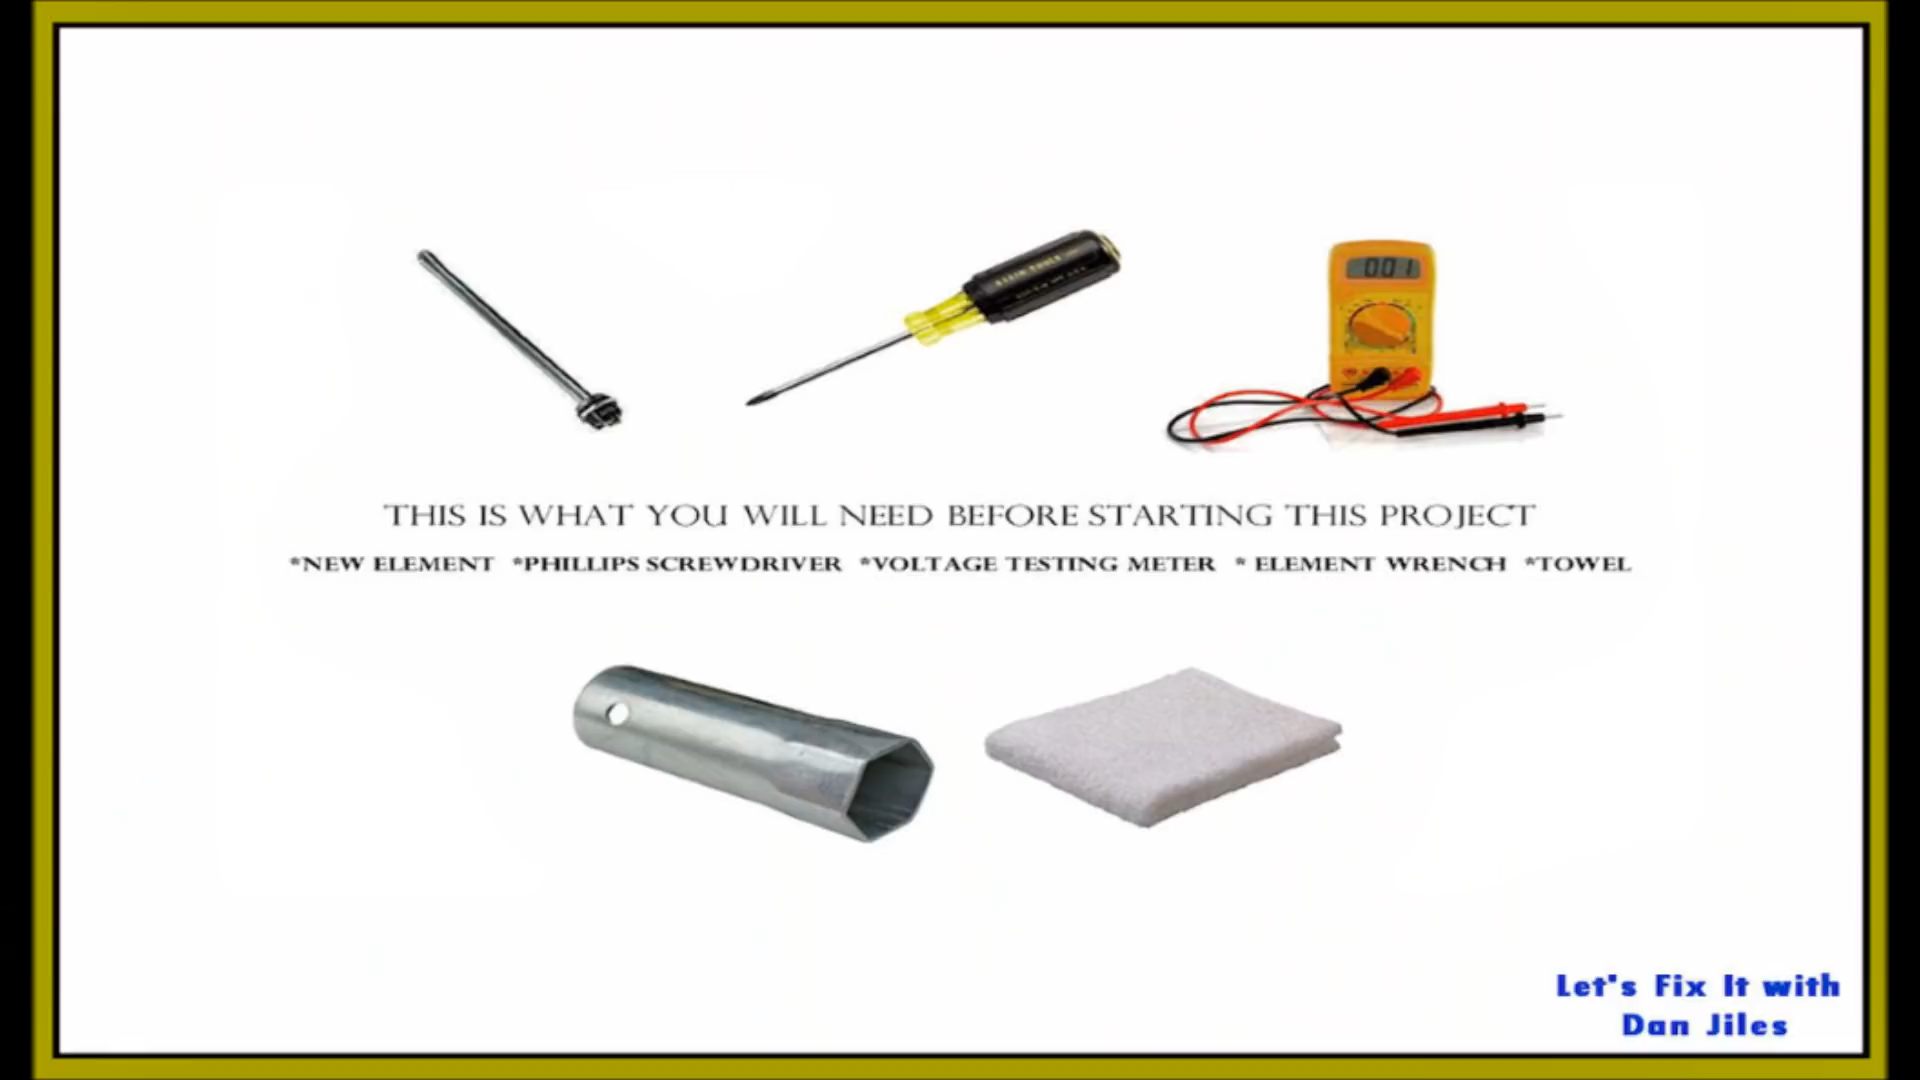 001
THIS IS WHAT YOU WILL NEED BEFORE STARTING THIS PROJECT
*NEW ELEMENT *PHILLIPS SCREWDRIVER *VOLTAGE TESTING METER * ELEMENT WRENCH *TOWEL
Let's Fix It with
Dan Jiles